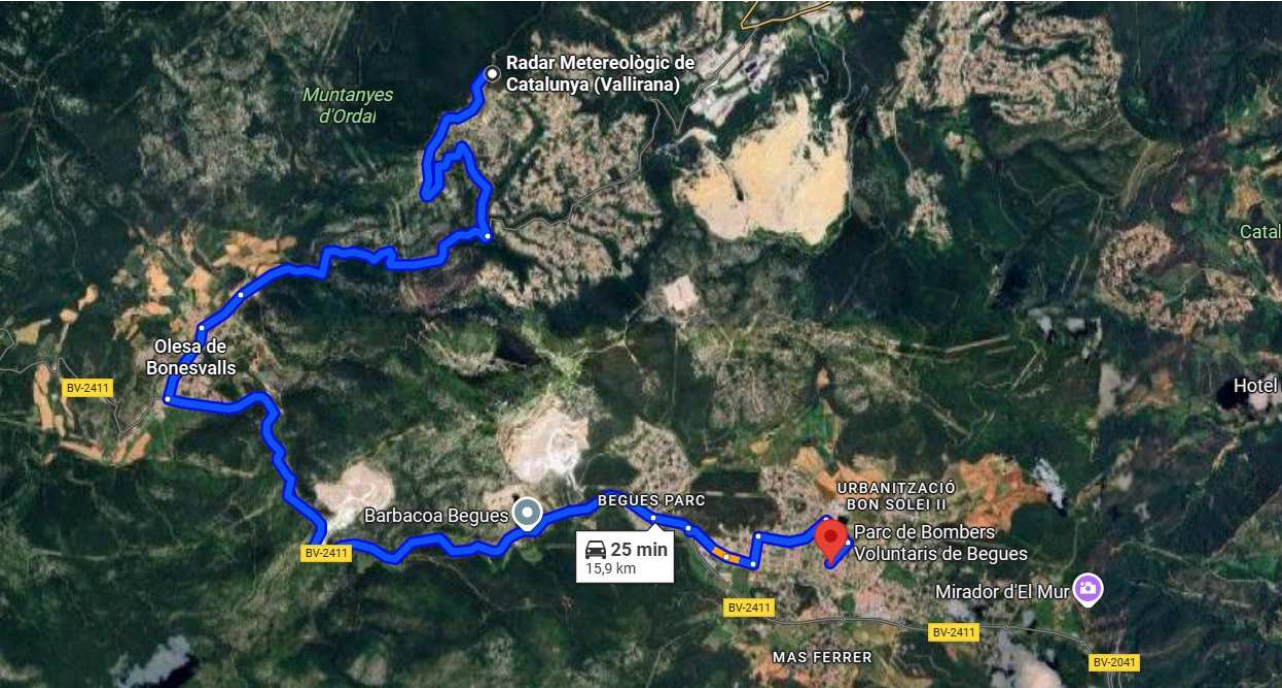 Radar Metereològic de
Catalunya (Vallirana)
Muntanyes
d'Ordal
Catal
Olesa de
Bonesvalls
BV-2411
Hotel
URBANITZACIÓ
BON SOLEI II
BEGUES PARC
Barbacoa Begues
Parc de Bombers
Voluntaris de Begues
BV-2411
25 min
15,9 km
Mirador d'El Mur
BV-2411
BV-2411
MAS FERRER
BV-2041